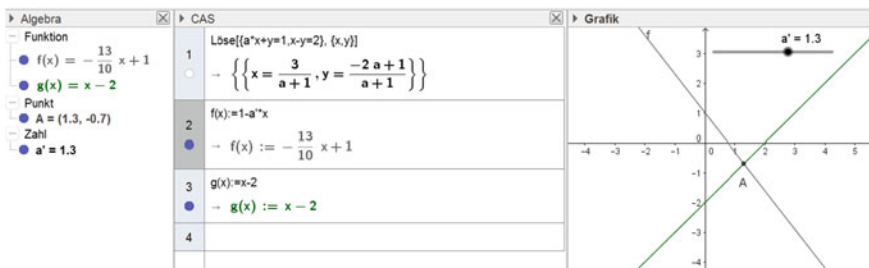 Algebra
Funktion
f(x) = − 13/10 x + 1
g(x) = x − 2
Punkt
A = (1.3, -0.7)
Zahl
a' = 1.3
CAS
1
Löse[{a*x+y=1,x-y=2}, {x,y}]
→ {{x = 3/(a + 1), y = (−2 a + 1)/(a + 1)}}
2
f(x):=1-a'*x
→ f(x) := − 13/10 x + 1
3
g(x):=x-2
→ g(x) := x − 2
4
Grafik
f
a' = 1.3
3
2
1
0
-4 -3 -2 -1 0 1 2 3 4 5
-1
A
-2
-3
-4